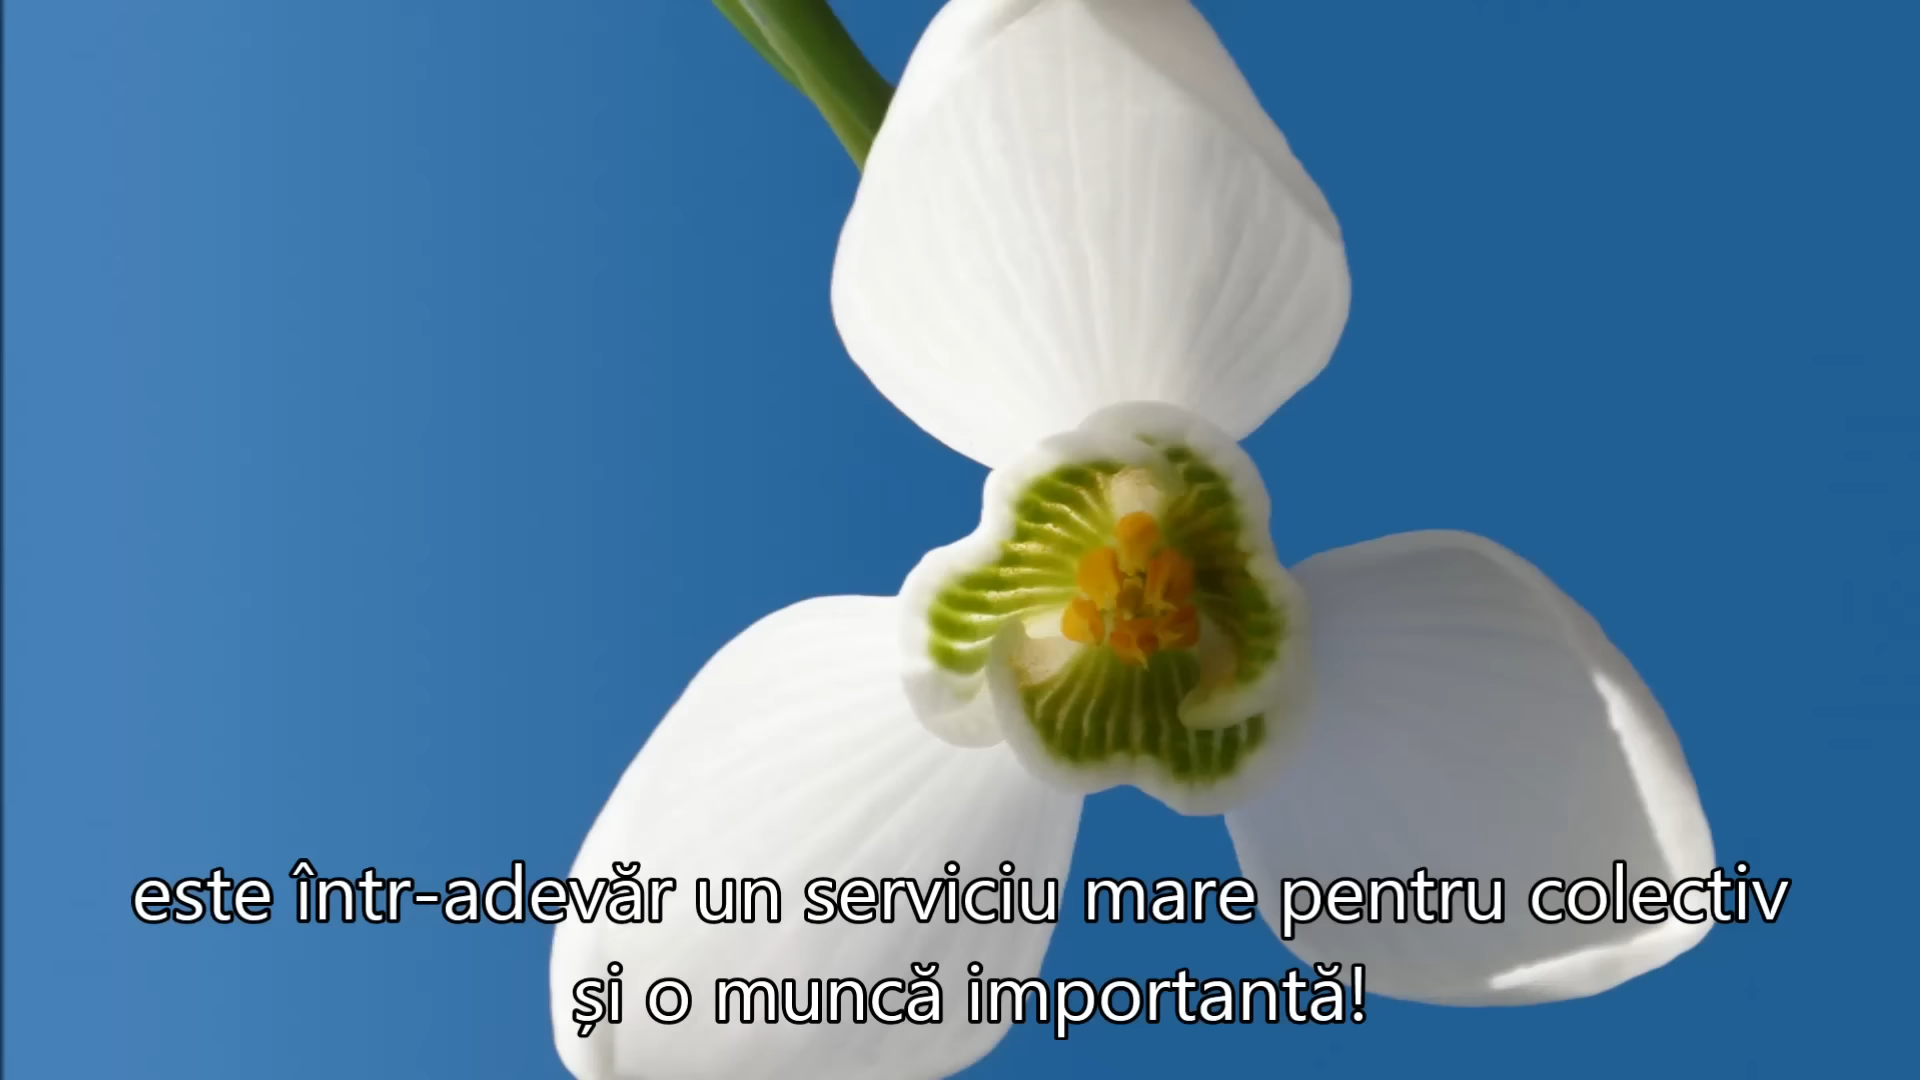 este într-adevăr un serviciu mare pentru colectiv
și o muncă importantă!